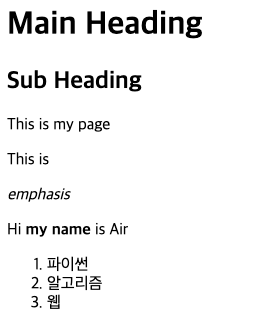 Main Heading
Sub Heading
This is my page
This is
emphasis
Hi my name is Air
1. 파이썬
2. 알고리즘
3. 웹